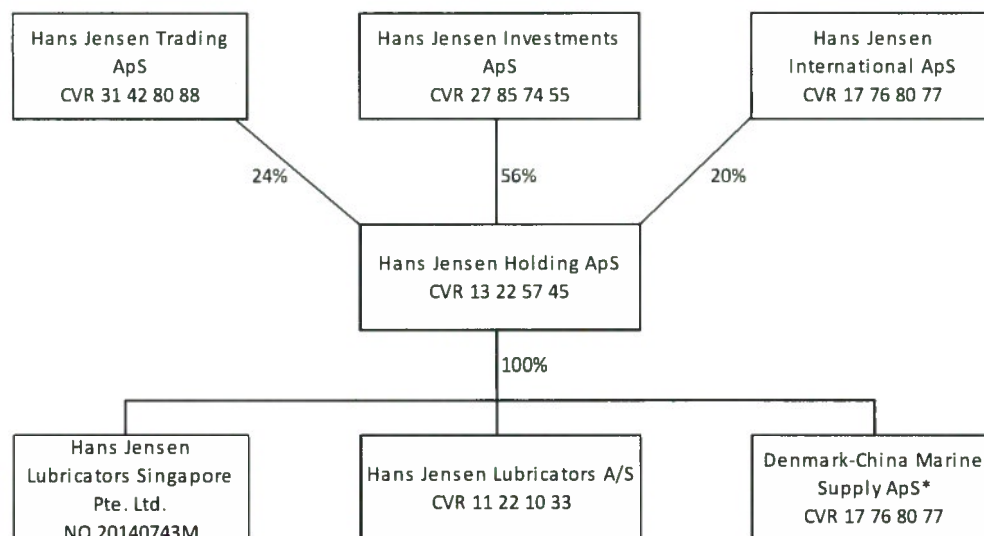 Hans Jensen Trading
ApS
CVR 31 42 80 88
Hans Jensen Investments
ApS
CVR 27 85 74 55
Hans Jensen
International ApS
CVR 17 76 80 77
24%
56%
20%
Hans Jensen Holding ApS
CVR 13 22 57 45
100%
Hans Jensen
Lubricators Singapore
Pte. Ltd.
NO 20140743M
Hans Jensen Lubricators A/S
CVR 11 22 10 33
Denmark-China Marine
Supply ApS*
CVR 17 76 80 77